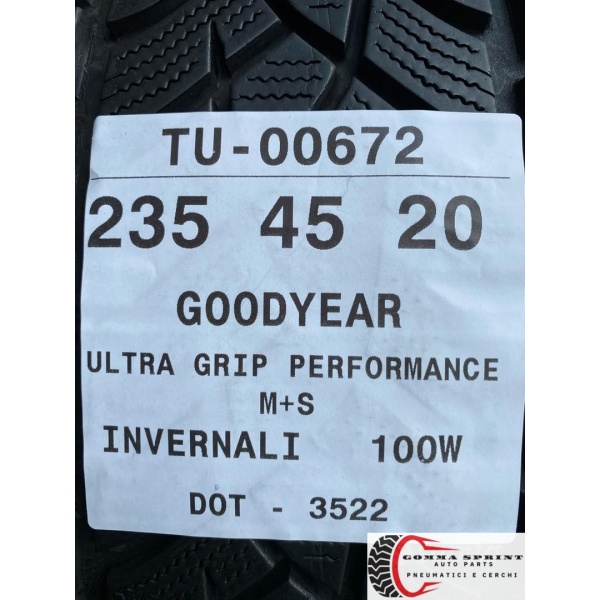 TU-00672
235 45 20
GOODYEAR
ULTRA GRIP PERFORMANCE
M+S
INVERNALI 100W
DOT - 3522
GOMMA SPRINT
AUTO PARTS
PNEUMATICI E CERCHI